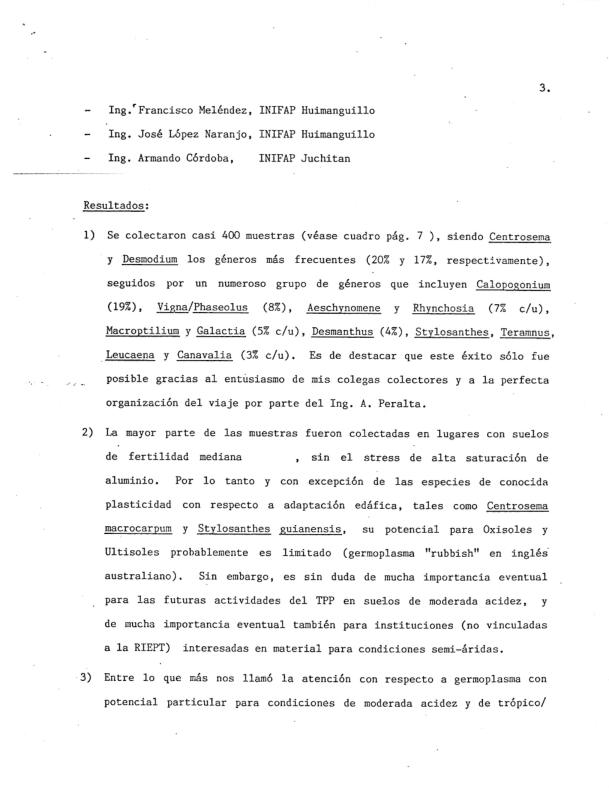 3.
- Ing. Francisco Meléndez, INIFAP Huimanguillo
- Ing. José López Naranjo, INIFAP Huimanguillo
- Ing. Armando Córdoba, INIFAP Juchitan
Resultados:
1) Se colectaron casi 400 muestras (véase cuadro pág. 7 ), siendo Centrosema
y Desmodium los géneros más frecuentes (20% y 17%, respectivamente),
seguidos por un numeroso grupo de géneros que incluyen Calopogonium
(19%), Vigna/Phaseolus (8%), Aeschynomene y Rhynchosia (7% c/u),
Macroptilium y Galactia (5% c/u), Desmanthus (4%), Stylosanthes, Teramnus,
Leucaena y Canavalia (3% c/u). Es de destacar que este éxito sólo fue
posible gracias al entusiasmo de mis colegas colectores y a la perfecta
organización del viaje por parte del Ing. A. Peralta.
2) La mayor parte de las muestras fueron colectadas en lugares con suelos
de fertilidad mediana , sin el stress de alta saturación de
aluminio. Por lo tanto y con excepción de las especies de conocida
plasticidad con respecto a adaptación edáfica, tales como Centrosema
macrocarpum y Stylosanthes guianensis, su potencial para Oxisoles y
Ultisoles probablemente es limitado (germoplasma "rubbish" en inglés
australiano). Sin embargo, es sin duda de mucha importancia eventual
para las futuras actividades del TPP en suelos de moderada acidez, y
de mucha importancia eventual también para instituciones (no vinculadas
a la RIEPT) interesadas en material para condiciones semi-áridas.
3) Entre lo que más nos llamó la atención con respecto a germoplasma con
potencial particular para condiciones de moderada acidez y de trópico/